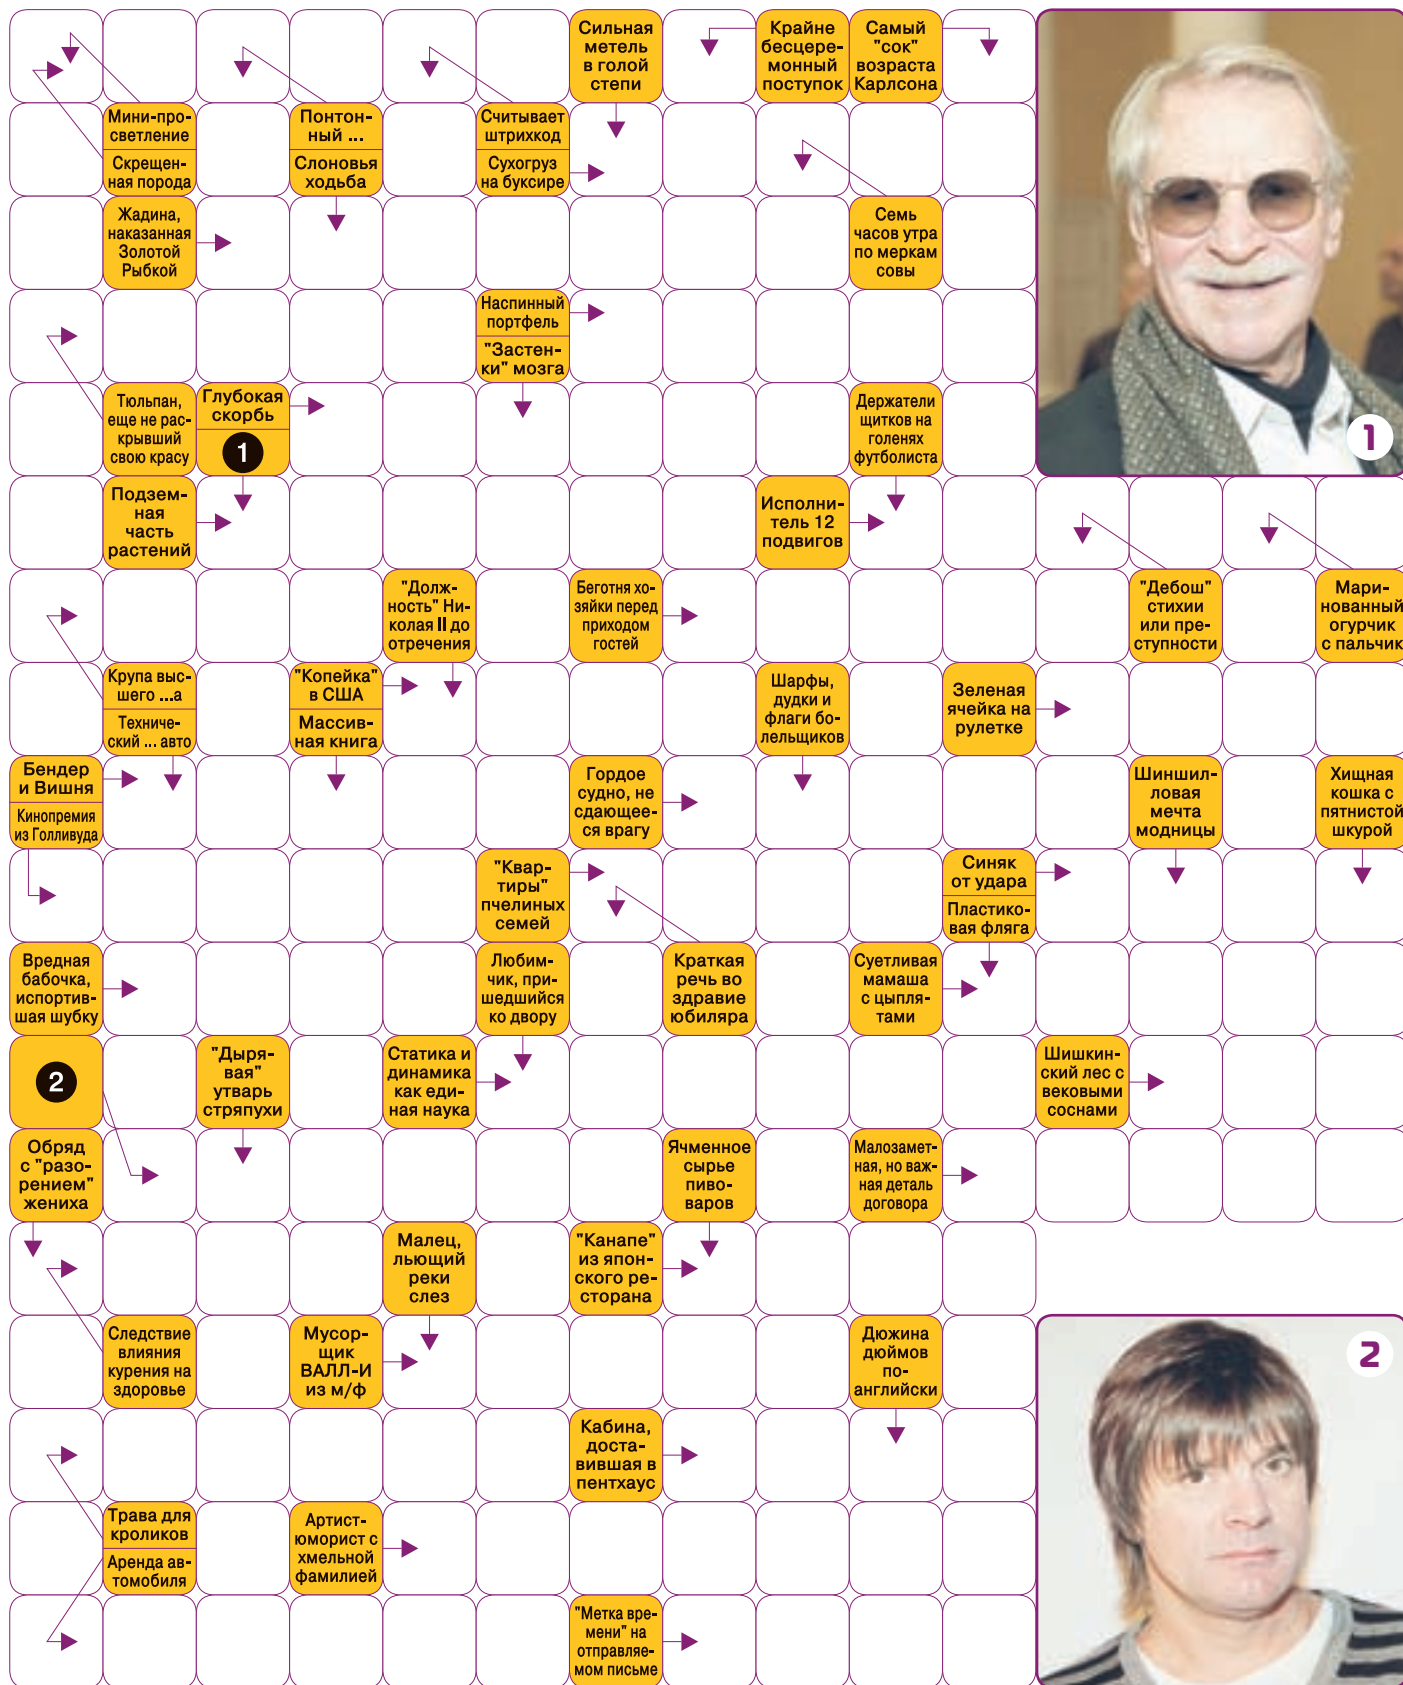 Сильная
метель
в голой
степи
Крайне
бесцере-
монный
поступок
Самый
"сок"
возраста
Карлсона
Мини-про-
светление
Скрещен-
ная порода
Понтон-
ный ...
Слоновья
ходьба
Считывает
штрихкод
Сухогруз
на буксире
Жадина,
наказанная
Золотой
Рыбкой
Семь
часов утра
по меркам
совы
Наспинный
портфель
"Застен-
ки" мозга
Тюльпан,
еще не рас-
крывший
свою красу
Глубокая
скорбь
1
Держатели
щитков на
голенях
футболиста
1
Подзем-
ная
часть
растений
Исполни-
тель 12
подвигов
"Долж-
ность" Ни-
колая II до
отречения
Беготня хо-
зяйки перед
приходом
гостей
"Дебош"
стихии
или пре-
ступности
Мари-
нованный
огурчик
с пальчик
Крупа выс-
шего ...а
Техниче-
ский ... авто
"Копейка"
в США
Массив-
ная книга
Шарфы,
дудки и
флаги бо-
лельщиков
Зеленая
ячейка на
рулетке
Бендер
и Вишня
Кинопремия
из Голливуда
Гордое
судно, не
сдающее-
ся врагу
Шиншил-
ловая
мечта
модницы
Хищная
кошка с
пятнистой
шкурой
"Квар-
тиры"
пчелиных
семей
Синяк
от удара
Пластико-
вая фляга
Вредная
бабочка,
испортив-
шая шубку
Любим-
чик, при-
шедшийся
ко двору
Краткая
речь во
здравие
юбиляра
Суетливая
мамаша
с цыпля-
тами
2
"Дыря-
вая"
утварь
стряпухи
Статика и
динамика
как еди-
ная наука
Шишкин-
ский лес с
вековыми
соснами
Обряд
с "разо-
рением"
жениха
Ячменное
сырье
пиво-
варов
Малозамет-
ная, но важ-
ная деталь
договора
Малец,
льющий
реки
слез
"Канапе"
из япон-
ского ре-
сторана
Следствие
влияния
курения на
здоровье
Мусор-
щик
ВАЛЛ-И
из м/ф
Дюжина
дюймов
по-
английски
2
Кабина,
доста-
вившая в
пентхаус
Трава для
кроликов
Аренда ав-
томобиля
Артист-
юморист с
хмельной
фамилией
"Метка вре-
мени" на
отправляе-
мом письме